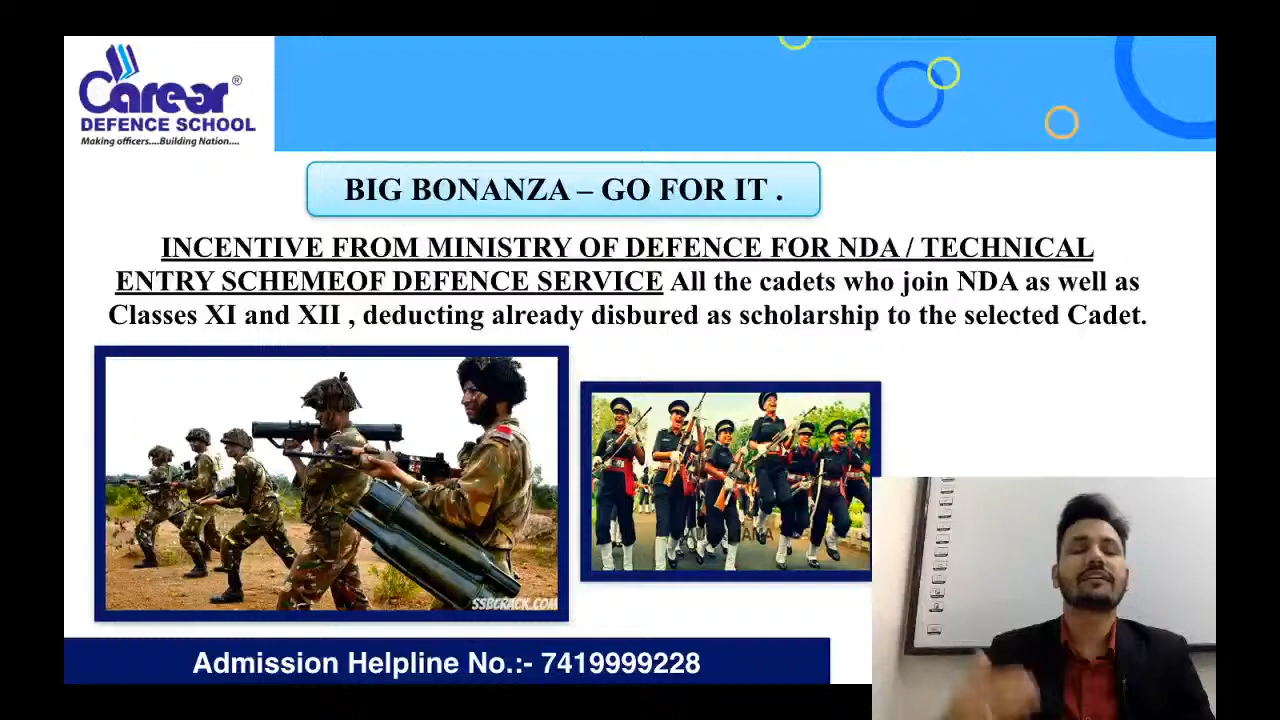 Carear®
DEFENCE SCHOOL
Making officers....Building Nation....
BIG BONANZA – GO FOR IT .
INCENTIVE FROM MINISTRY OF DEFENCE FOR NDA / TECHNICAL
ENTRY SCHEMEOF DEFENCE SERVICE All the cadets who join NDA as well as
Classes XI and XII , deducting already disbured as scholarship to the selected Cadet.
SSBCRACK.COM
Admission Helpline No.:- 7419999228